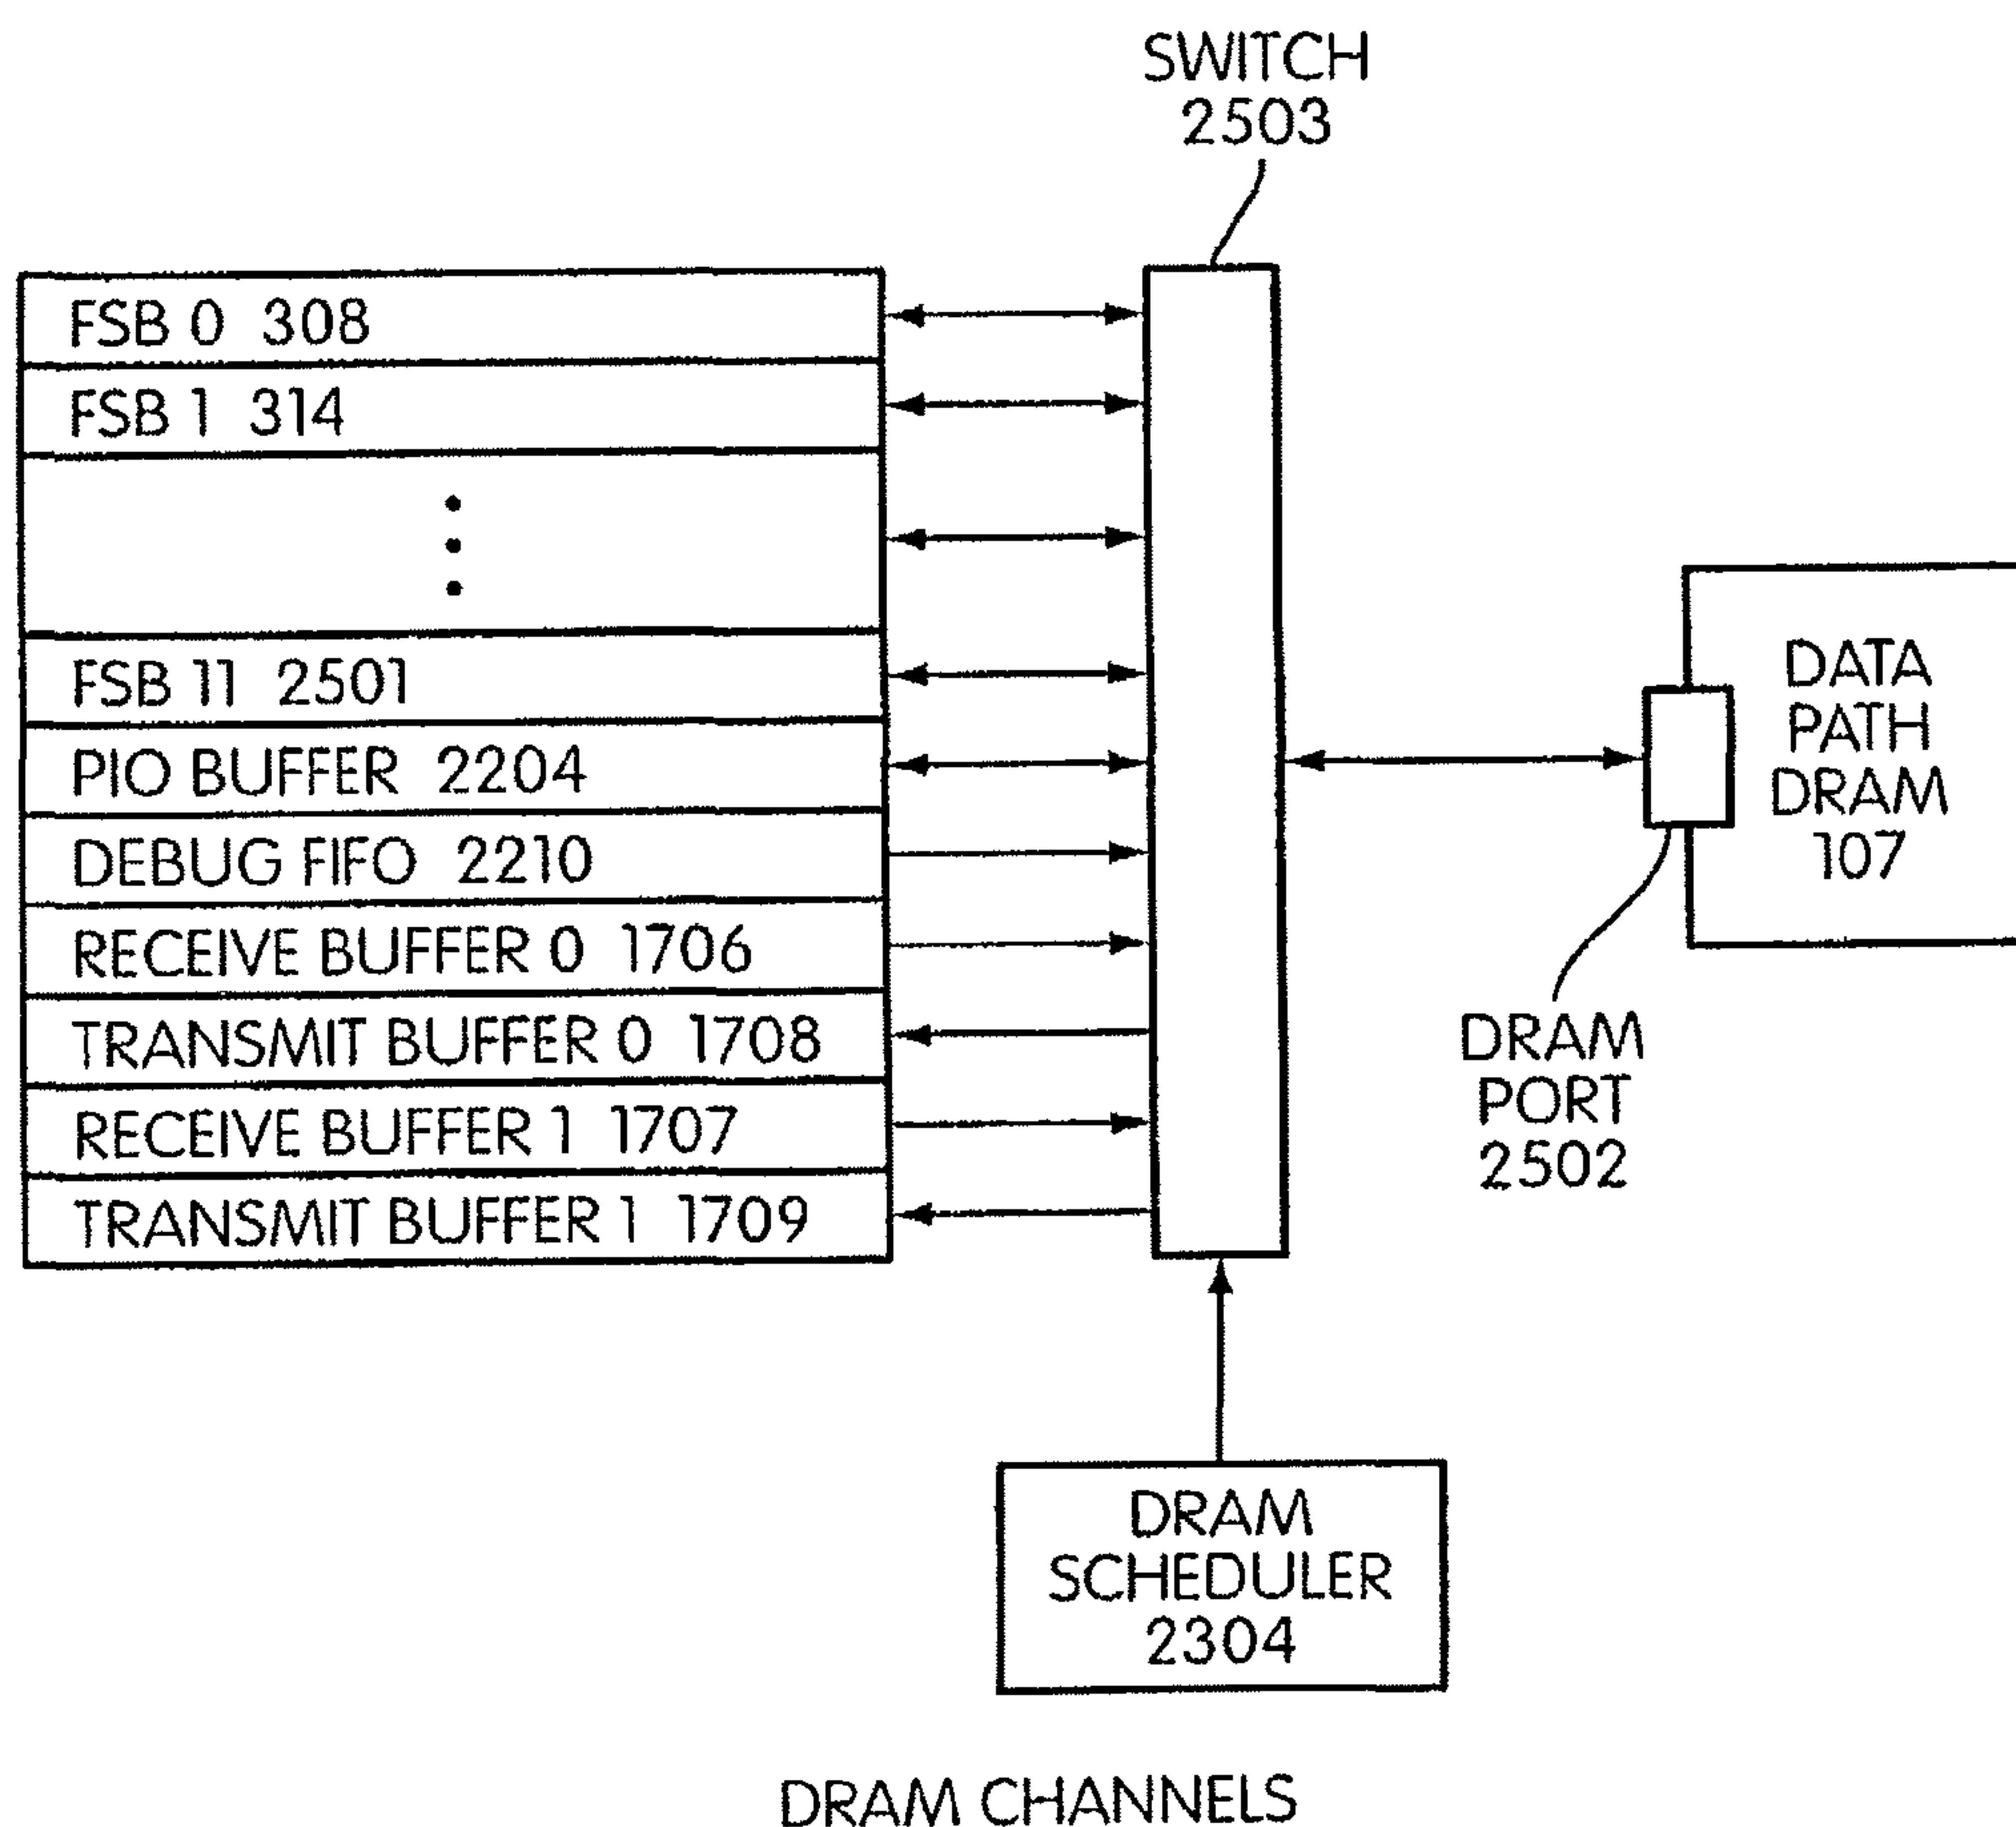 SWITCH
2503
FSB 0 308
FSB 1 314
FSB 11 2501
PIO BUFFER 2204
DEBUG FIFO 2210
RECEIVE BUFFER 0 1706
TRANSMIT BUFFER 0 1708
RECEIVE BUFFER 1 1707
TRANSMIT BUFFER 1 1709
DATA
PATH
DRAM
107
DRAM
PORT
2502
DRAM
SCHEDULER
2304
DRAM CHANNELS